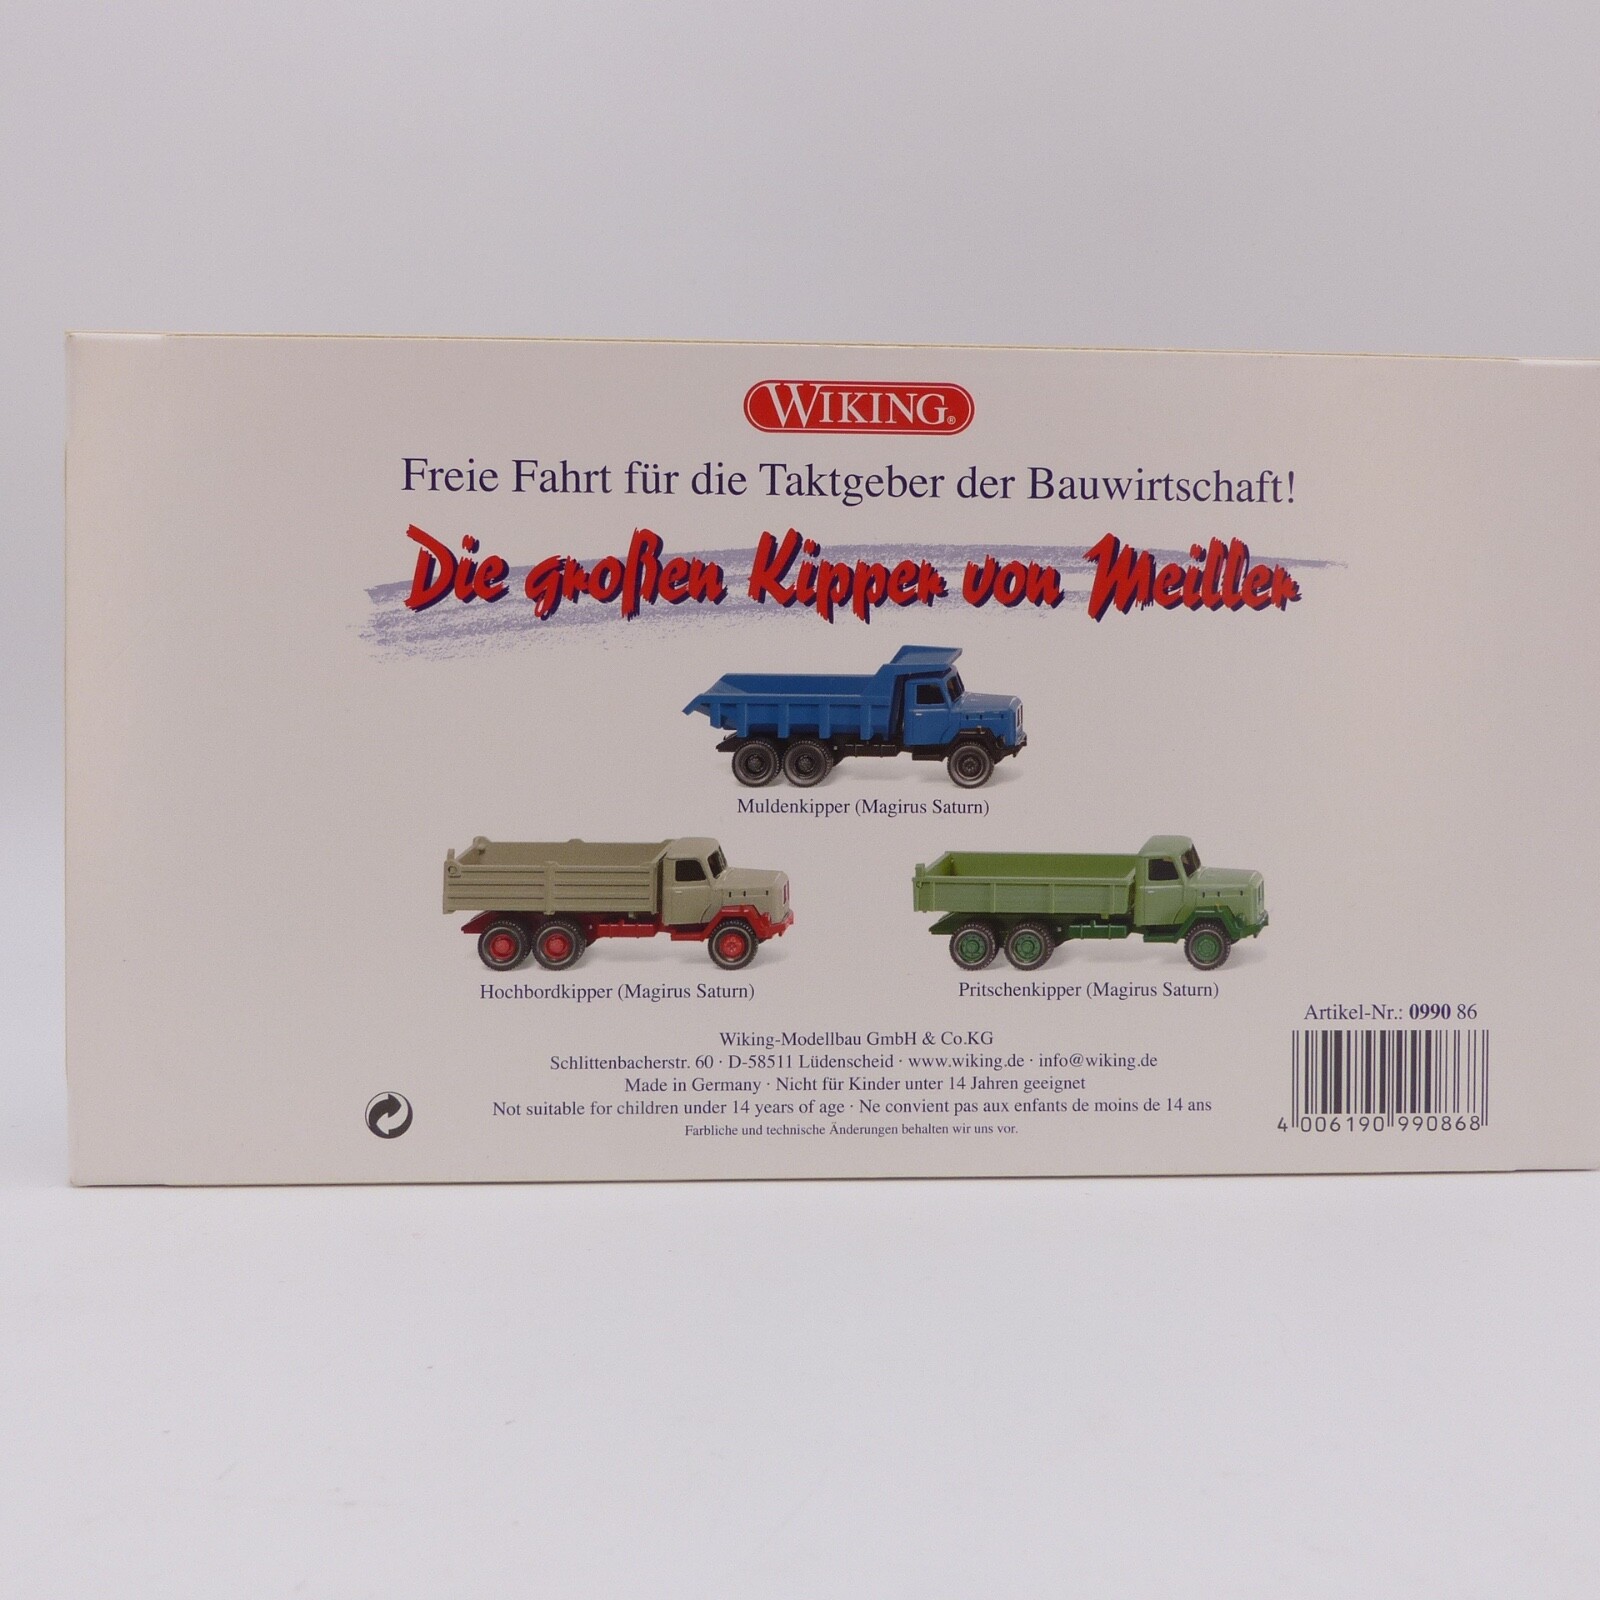 WIKING®
Freie Fahrt für die Taktgeber der Bauwirtschaft!
Die großen Kipper von Meiller
Muldenkipper (Magirus Saturn)
Hochbordkipper (Magirus Saturn)
Pritschenkipper (Magirus Saturn)
Artikel-Nr.: 0990 86
Wiking-Modellbau GmbH & Co.KG
Schlittenbacherstr. 60 · D-58511 Lüdenscheid · www.wiking.de · info@wiking.de
Made in Germany · Nicht für Kinder unter 14 Jahren geeignet
Not suitable for children under 14 years of age · Ne convient pas aux enfants de moins de 14 ans
Farbliche und technische Änderungen behalten wir uns vor.
4 006190 990868